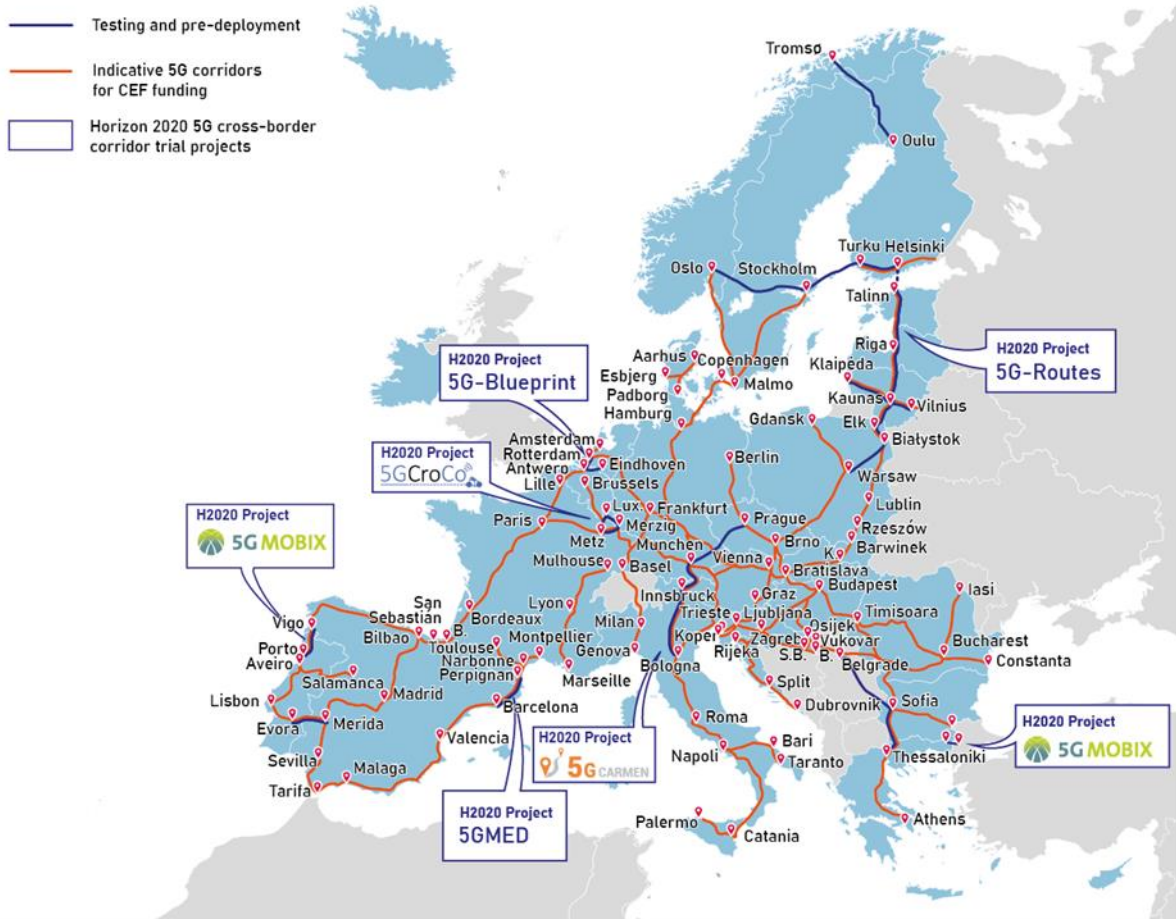 Testing and pre-deployment
Indicative 5G corridors
for CEF funding
Horizon 2020 5G cross-border
corridor trial projects
Tromsø
Oulu
Turku
Helsinki
Oslo
Stockholm
Talinn
Riga
H2020 Project
5G-Routes
Klaipėda
Kaunas
Vilnius
Aarhus
Copenhagen
Esbjerg
Malmo
Padborg
Hamburg
Gdansk
Elk
Białystok
H2020 Project
5G-Blueprint
Amsterdam
Rotterdam
Antwero
Eindhoven
Lille
Brussels
Berlin
Warsaw
H2020 Project
5GCroCo
Lux.
Frankfurt
Lublin
Paris
Merzig
Prague
Rzeszów
Metz
Munchen
Brno
Barwinek
K.
Vienna
Mulhouse
Basel
Bratislava
Budapest
H2020 Project
5G MOBIX
Innsbruck
Graz
Iasi
San
Sebastian
Lyon
Trieste
Ljubljana
Timisoara
Vigo
Bilbao
B.
Bordeaux
Milan
Koper
Zagreb
Osijek
Vukovar
Toulouse
Montpellier
Genova
Rijeka
S.B.
B.
Bucharest
Porto
Narbonne
Bologna
Belgrade
Constanta
Aveiro
Perpignan
Marseille
Salamanca
Split
Lisbon
Madrid
Barcelona
Dubrovnik
Sofia
Evora
Merida
Roma
H2020 Project
5G MOBIX
Valencia
H2020 Project
5G CARMEN
Bari
Sevilla
Napoli
Taranto
Thessaloniki
Malaga
Tarifa
H2020 Project
5GMED
Palermo
Catania
Athens